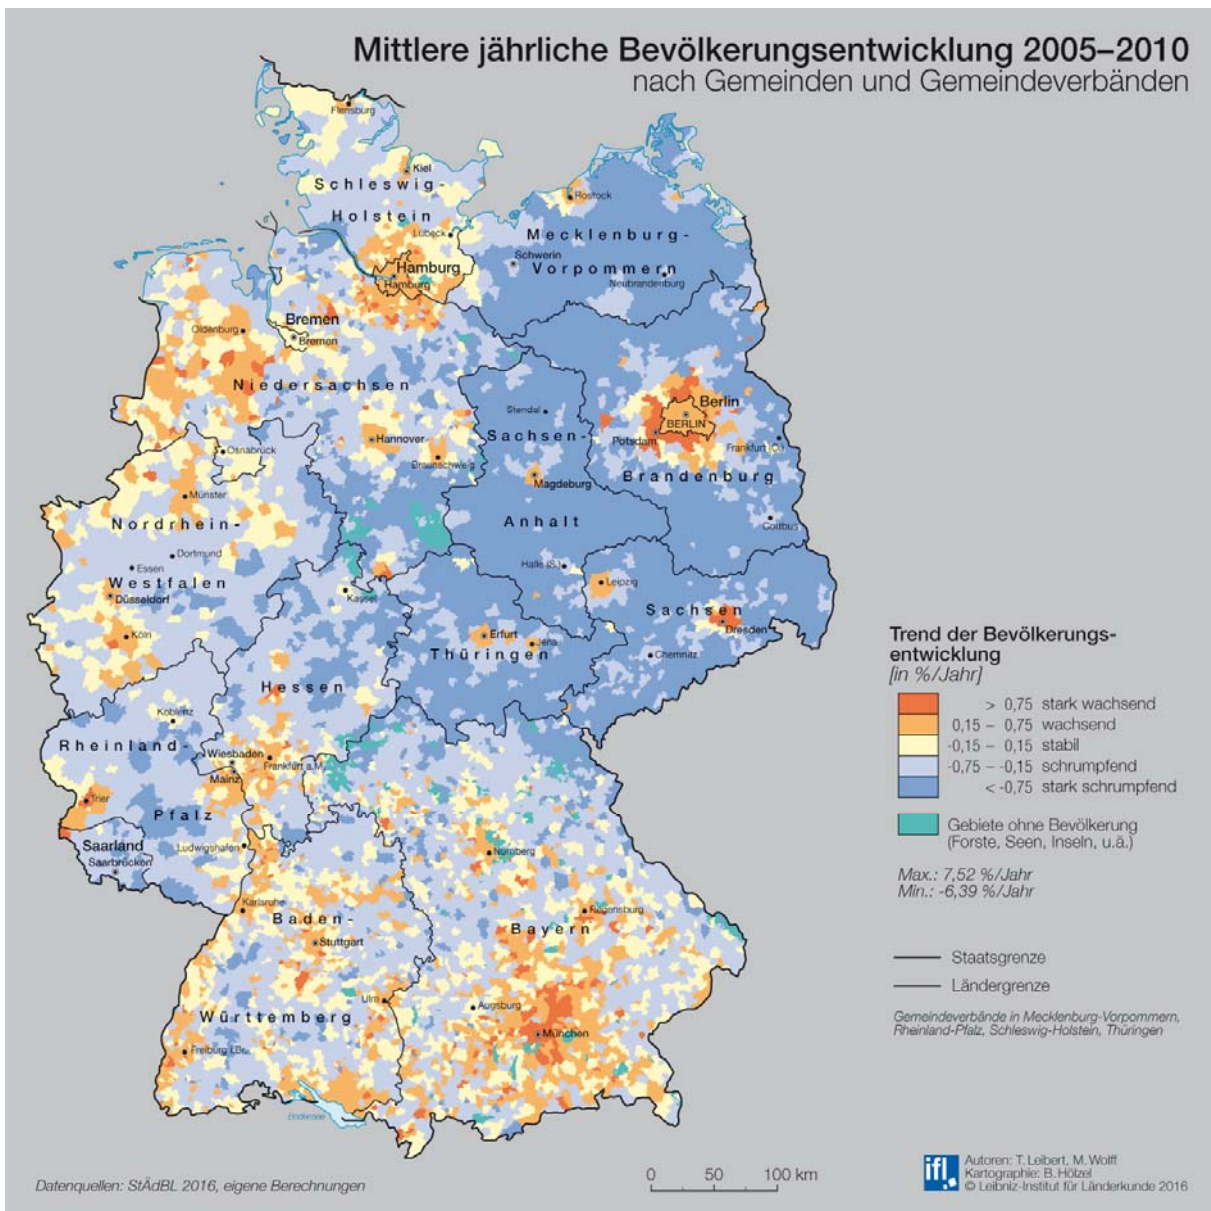 Mittlere jährliche Bevölkerungsentwicklung 2005–2010
nach Gemeinden und Gemeindeverbänden
Flensburg
Kiel
Schleswig-
Holstein
Lübeck
Rostock
Mecklenburg-
Schwerin
Vorpommern
Neubrandenburg
Hamburg
Hamburg
Bremen
Bremen
Oldenburg
Niedersachsen
Hannover
Braunschweig
Osnabrück
Stendal
Sachsen-
Magdeburg
Anhalt
Halle (S.)
Berlin
BERLIN
Potsdam
Frankfurt (O.)
Brandenburg
Cottbus
Münster
Nordrhein-
Dortmund
Essen
Westfalen
Düsseldorf
Köln
Kassel
Leipzig
Sachsen
Dresden
Chemnitz
Erfurt
Jena
Thüringen
Hessen
Koblenz
Rheinland-
Wiesbaden
Frankfurt a.M.
Mainz
Trier
Pfalz
Saarland
Saarbrücken
Ludwigshafen
Nürnberg
Karlsruhe
Baden-
Stuttgart
Regensburg
Bayern
Ulm
Augsburg
Württemberg
München
Freiburg i.Br.
Bodensee
Trend der Bevölkerungs-
entwicklung
[in %/Jahr]
> 0,75 stark wachsend
0,15 – 0,75 wachsend
-0,15 – 0,15 stabil
-0,75 – -0,15 schrumpfend
< -0,75 stark schrumpfend
Gebiete ohne Bevölkerung
(Forste, Seen, Inseln, u.ä.)
Max.: 7,52 %/Jahr
Min.: -6,39 %/Jahr
Staatsgrenze
Ländergrenze
Gemeindeverbände in Mecklenburg-Vorpommern,
Rheinland-Pfalz, Schleswig-Holstein, Thüringen
Datenquellen: StÄdBL 2016, eigene Berechnungen
0 50 100 km
ifl
Autoren: T. Leibert, M. Wolff
Kartographie: B. Hölzel
© Leibniz-Institut für Länderkunde 2016